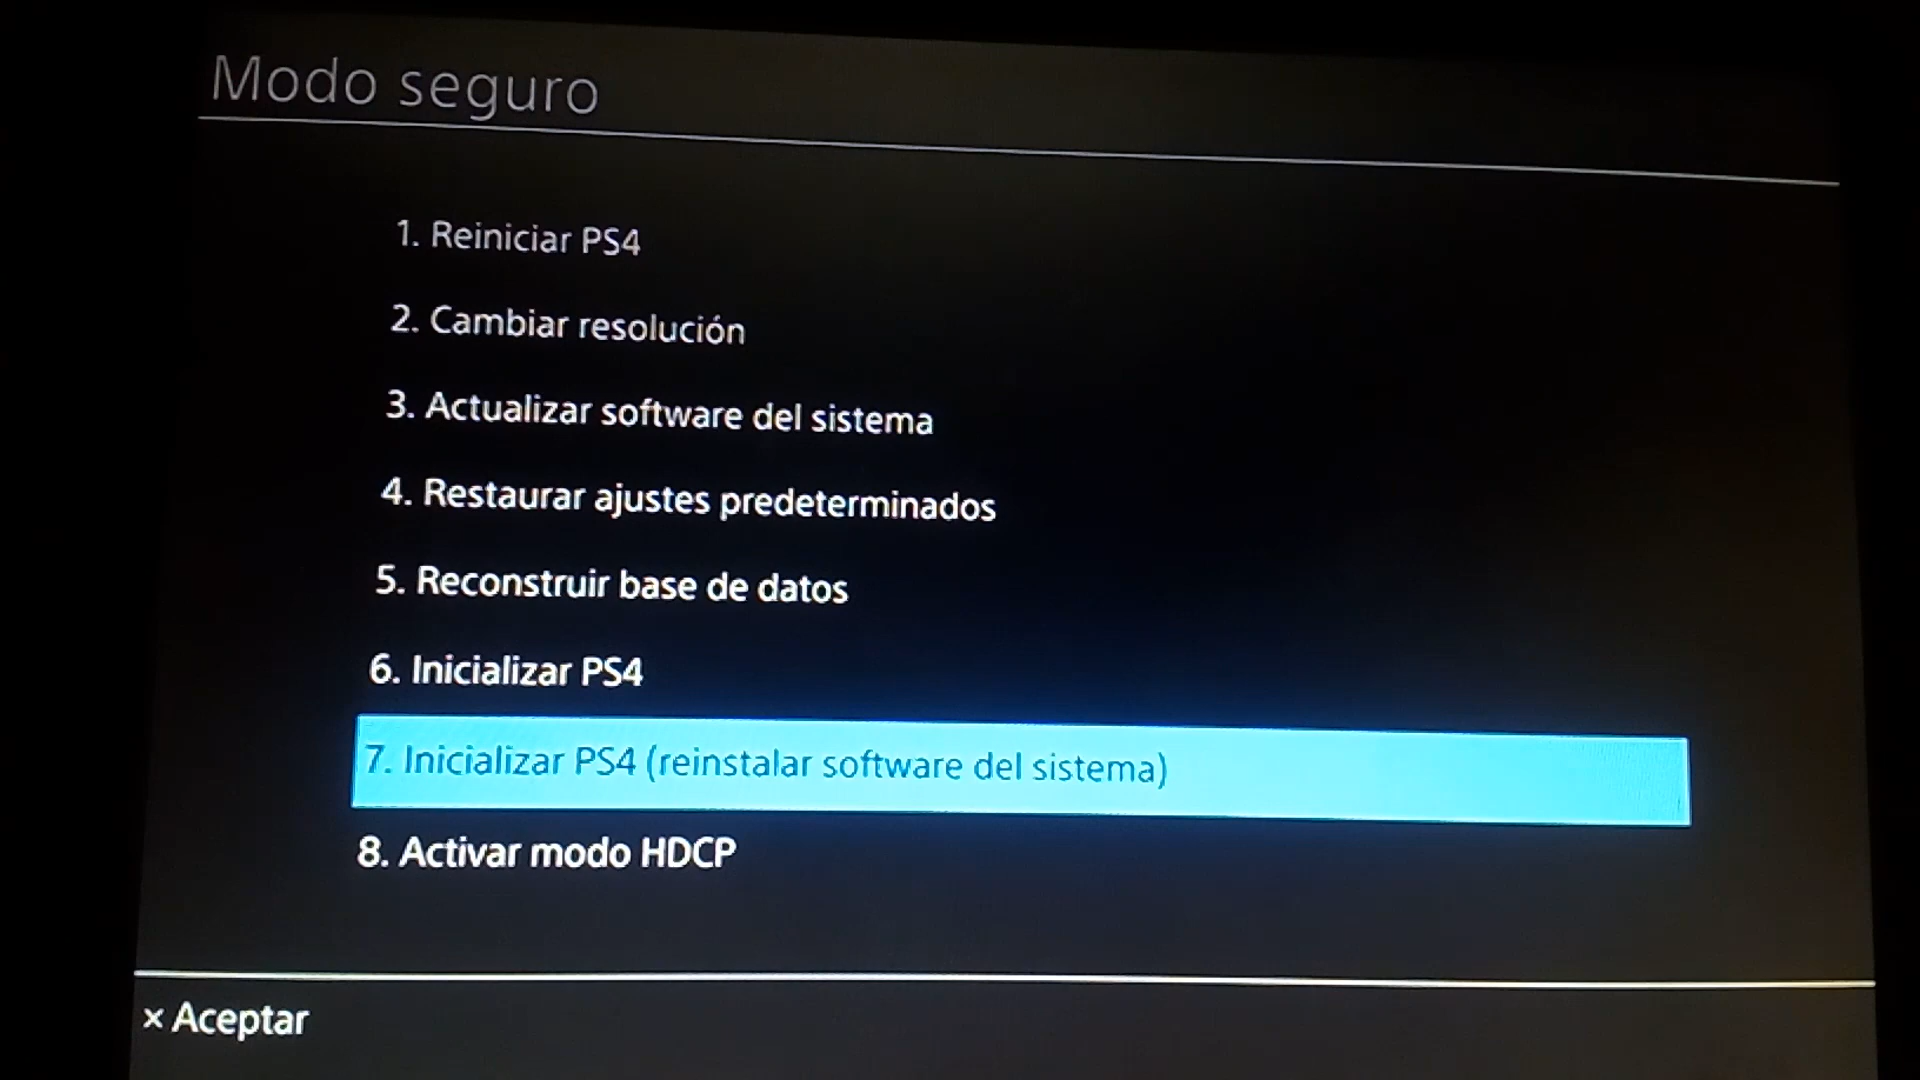 Modo seguro
1. Reiniciar PS4
2. Cambiar resolución
3. Actualizar software del sistema
4. Restaurar ajustes predeterminados
5. Reconstruir base de datos
6. Inicializar PS4
7. Inicializar PS4 (reinstalar software del sistema)
8. Activar modo HDCP
× Aceptar